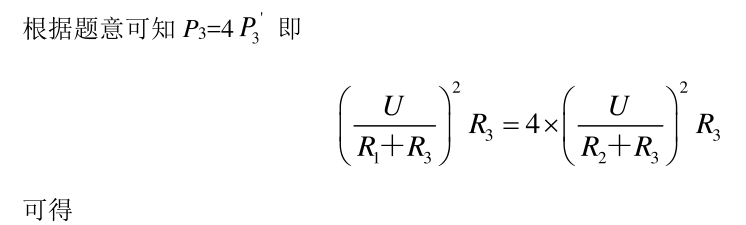 根据题意可知 P₃=4 P₃' 即
(U/(R₁+R₃))² R₃ = 4×(U/(R₂+R₃))² R₃
可得